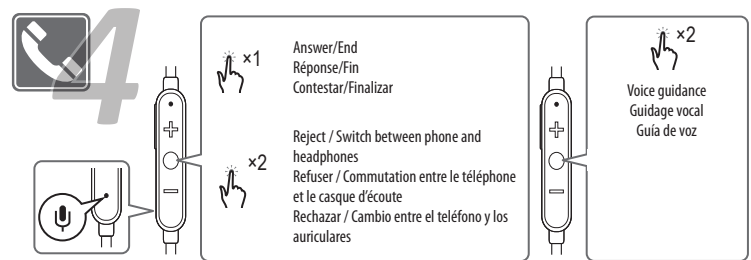 4
×1
Answer/End
Réponse/Fin
Contestar/Finalizar
×2
Reject / Switch between phone and
headphones
Refuser / Commutation entre le téléphone
et le casque d'écoute
Rechazar / Cambio entre el teléfono y los
auriculares
×2
Voice guidance
Guidage vocal
Guía de voz